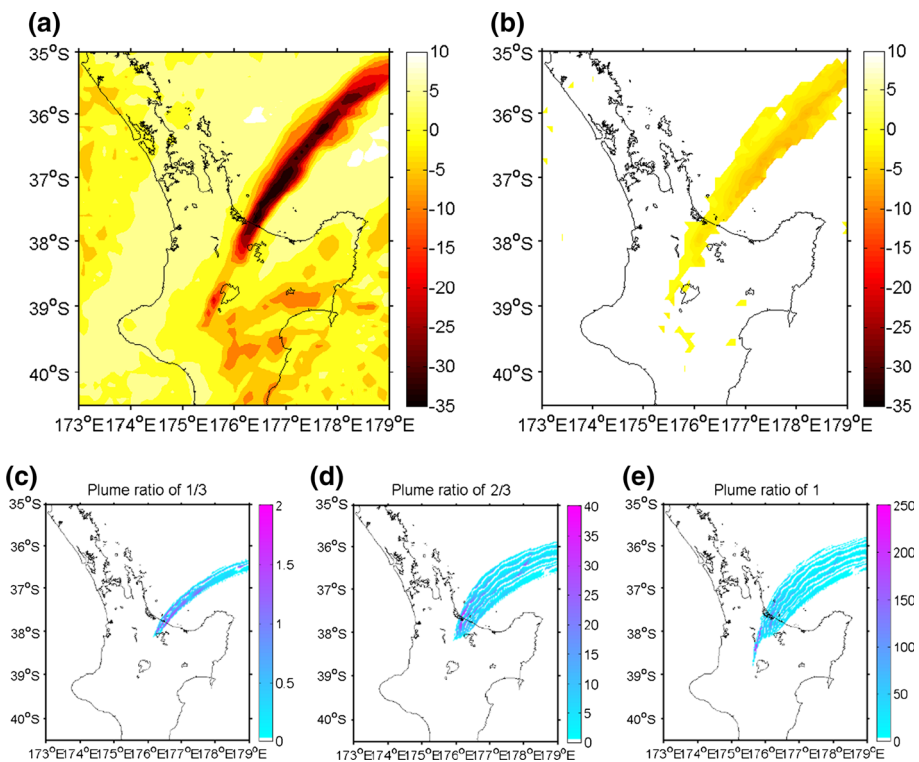 (a)
(b)
35°S
36°S
37°S
38°S
39°S
40°S
10
5
0
-5
-10
-15
-20
-25
-30
-35
173°E174°E175°E176°E177°E178°E179°E
35°S
36°S
37°S
38°S
39°S
40°S
10
5
0
-5
-10
-15
-20
-25
-30
-35
173°E174°E175°E176°E177°E178°E179°E
(c)
Plume ratio of 1/3
35°S
36°S
37°S
38°S
39°S
40°S
2
1.5
1
0.5
0
173°E174°E175°E176°E177°E178°E179°E
(d)
Plume ratio of 2/3
35°S
36°S
37°S
38°S
39°S
40°S
40
35
30
25
20
15
10
5
0
173°E174°E175°E176°E177°E178°E179°E
(e)
Plume ratio of 1
35°S
36°S
37°S
38°S
39°S
40°S
250
200
150
100
50
0
173°E174°E175°E176°E177°E178°E179°E